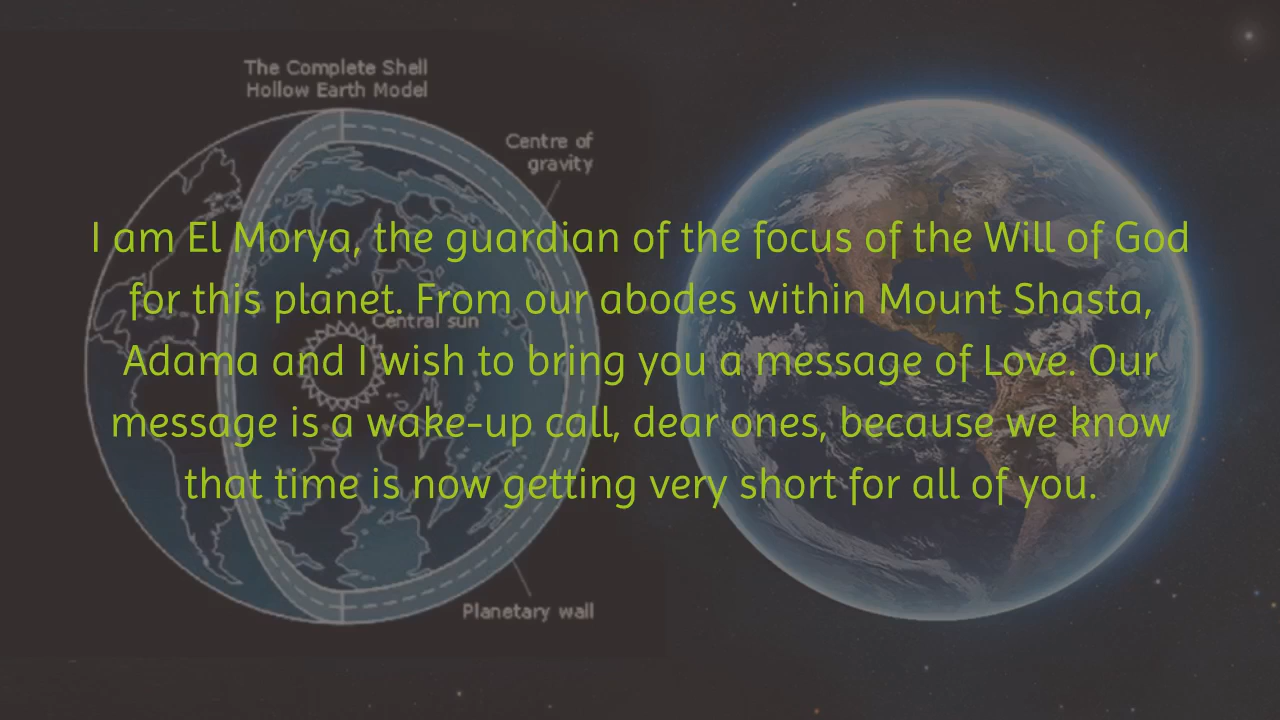 The Complete Shell
Hollow Earth Model
Centre of
gravity
I am El Morya, the guardian of the focus of the Will of God
for this planet. From our abodes within Mount Shasta,
Central sun
Adama and I wish to bring you a message of Love. Our
message is a wake-up call, dear ones, because we know
that time is now getting very short for all of you.
Planetary wall